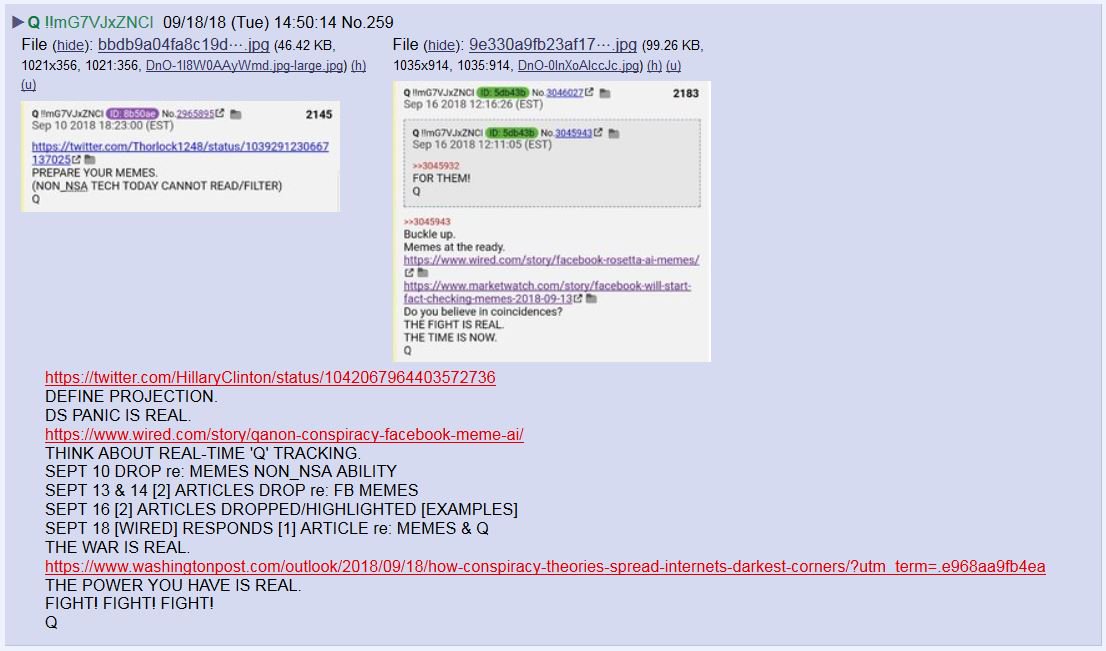 ▶Q !!mG7VJxZNCI 09/18/18 (Tue) 14:50:14 No.259
File (hide): bbdb9a04fa8c19d⋯.jpg (46.42 KB,
1021x356, 1021:356, DnO-1I8W0AAyWmd.jpg-large.jpg) (h)
(u)
Q !!mG7VJxZNCI ID: 8b50ae No.2965895 2145
Sep 10 2018 18:23:00 (EST)
https://twitter.com/Thorlock1248/status/1039291230667
137025
PREPARE YOUR MEMES.
(NON_NSA TECH TODAY CANNOT READ/FILTER)
Q
File (hide): 9e330a9fb23af17⋯.jpg (99.26 KB,
1035x914, 1035:914, DnO-0lnXoAIccJc.jpg) (h) (u)
Q !!mG7VJxZNCI ID: 5db43b No.3046027 2183
Sep 16 2018 12:16:26 (EST)
Q !!mG7VJxZNCI ID: 5db43b No.3045943
Sep 16 2018 12:11:05 (EST)
>>3045932
FOR THEM!
Q
>>3045943
Buckle up.
Memes at the ready.
https://www.wired.com/story/facebook-rosetta-ai-memes/
https://www.marketwatch.com/story/facebook-will-start-
fact-checking-memes-2018-09-13
Do you believe in coincidences?
THE FIGHT IS REAL.
THE TIME IS NOW.
Q
https://twitter.com/HillaryClinton/status/1042067964403572736
DEFINE PROJECTION.
DS PANIC IS REAL.
https://www.wired.com/story/qanon-conspiracy-facebook-meme-ai/
THINK ABOUT REAL-TIME 'Q' TRACKING.
SEPT 10 DROP re: MEMES NON_NSA ABILITY
SEPT 13 & 14 [2] ARTICLES DROP re: FB MEMES
SEPT 16 [2] ARTICLES DROPPED/HIGHLIGHTED [EXAMPLES]
SEPT 18 [WIRED] RESPONDS [1] ARTICLE re: MEMES & Q
THE WAR IS REAL.
https://www.washingtonpost.com/outlook/2018/09/18/how-conspiracy-theories-spread-internets-darkest-corners/?utm_term=.e968aa9fb4ea
THE POWER YOU HAVE IS REAL.
FIGHT! FIGHT! FIGHT!
Q